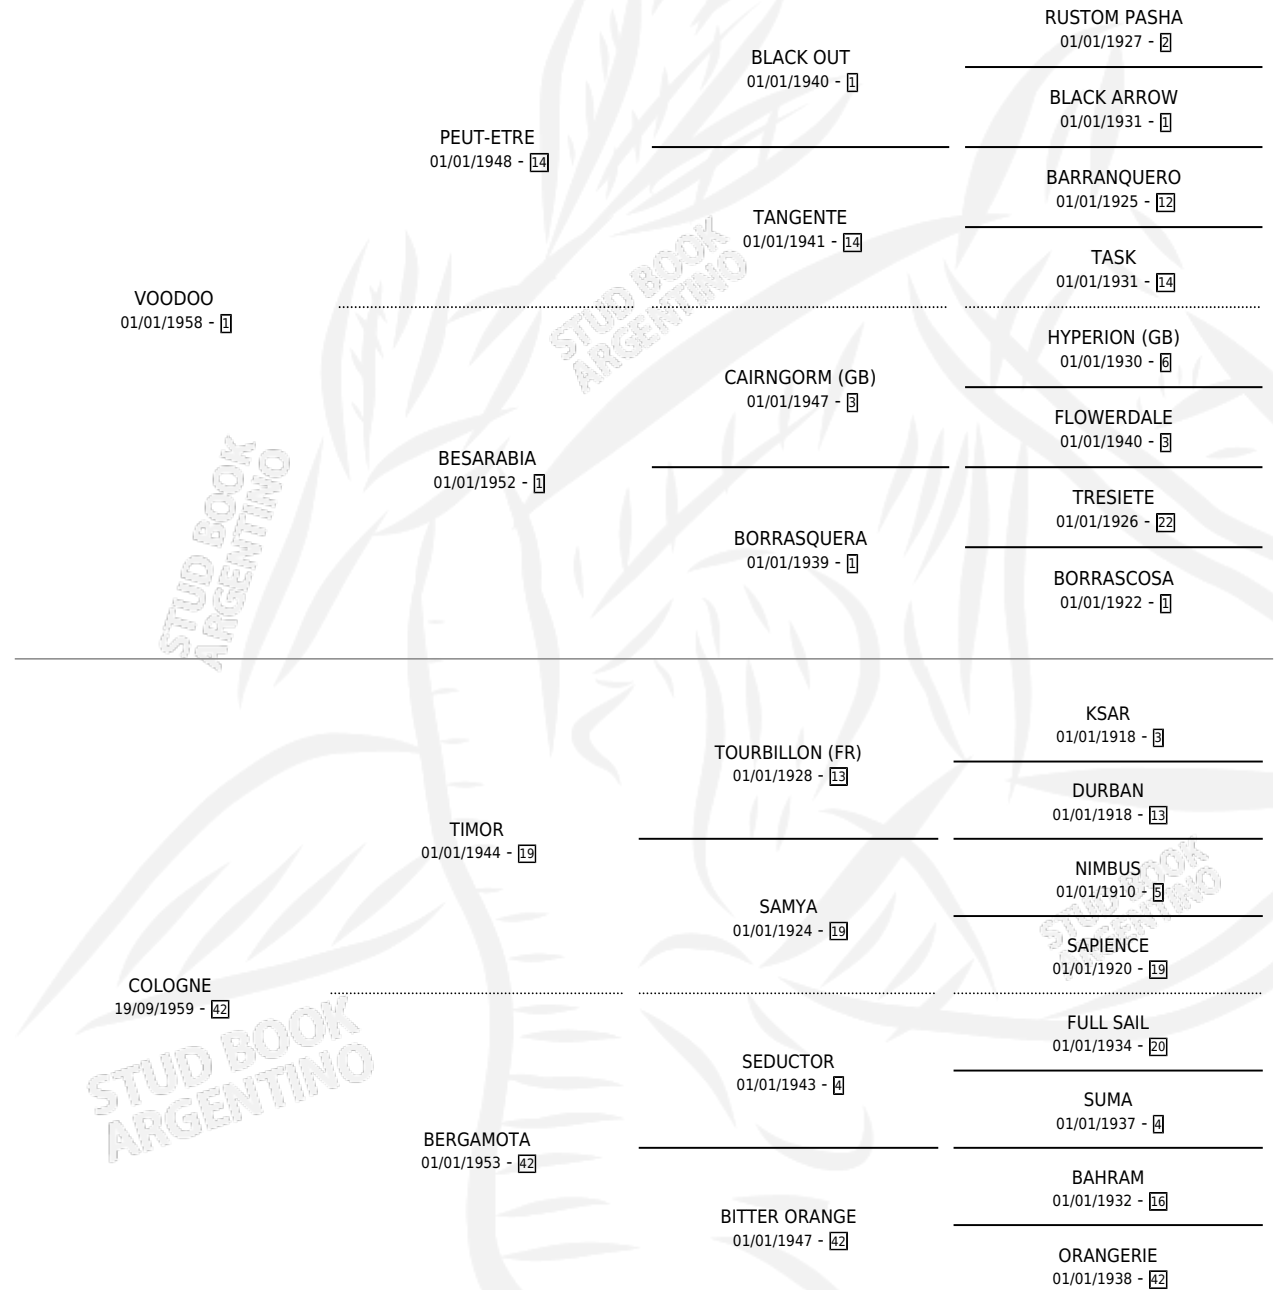 RUSTOM PASHA
01/01/1927 - 2
BLACK OUT
01/01/1940 - 1
BLACK ARROW
01/01/1931 - 1
PEUT-ETRE
01/01/1948 - 14
BARRANQUERO
01/01/1925 - 12
TANGENTE
01/01/1941 - 14
TASK
01/01/1931 - 14
VOODOO
01/01/1958 - 1
HYPERION (GB)
01/01/1930 - 6
CAIRNGORM (GB)
01/01/1947 - 3
FLOWERDALE
01/01/1940 - 3
BESARABIA
01/01/1952 - 1
TRESIETE
01/01/1926 - 22
BORRASQUERA
01/01/1939 - 1
BORRASCOSA
01/01/1922 - 1
KSAR
01/01/1918 - 3
TOURBILLON (FR)
01/01/1928 - 13
DURBAN
01/01/1918 - 13
TIMOR
01/01/1944 - 19
NIMBUS
01/01/1910 - 5
SAMYA
01/01/1924 - 19
SAPIENCE
01/01/1920 - 19
COLOGNE
19/09/1959 - 42
FULL SAIL
01/01/1934 - 20
SEDUCTOR
01/01/1943 - 4
SUMA
01/01/1937 - 4
BERGAMOTA
01/01/1953 - 42
BAHRAM
01/01/1932 - 16
BITTER ORANGE
01/01/1947 - 42
ORANGERIE
01/01/1938 - 42
STUD BOOK
ARGENTINO
STUD BOOK
ARGENTINO
STUD BOOK
ARGENTINO
STUD BOOK
ARGENTINO